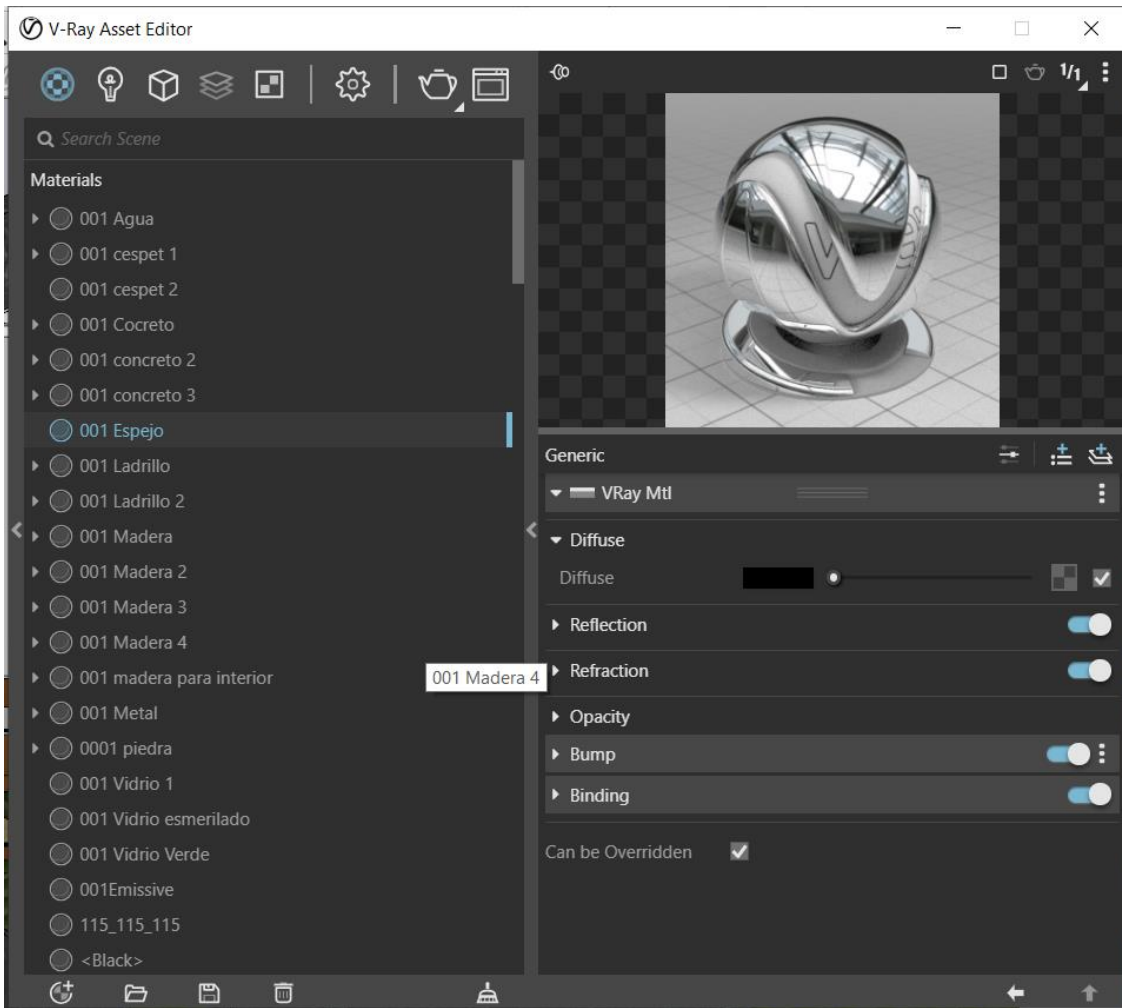 V-Ray Asset Editor
1/1
Search Scene
Materials
001 Agua
001 cespet 1
001 cespet 2
001 Cocreto
001 concreto 2
001 concreto 3
001 Espejo
001 Ladrillo
001 Ladrillo 2
001 Madera
001 Madera 2
001 Madera 3
001 Madera 4
001 madera para interior
001 Madera 4
001 Metal
0001 piedra
001 Vidrio 1
001 Vidrio esmerilado
001 Vidrio Verde
001Emissive
115_115_115
<Black>
Generic
VRay Mtl
Diffuse
Diffuse
Reflection
Refraction
Opacity
Bump
Binding
Can be Overridden